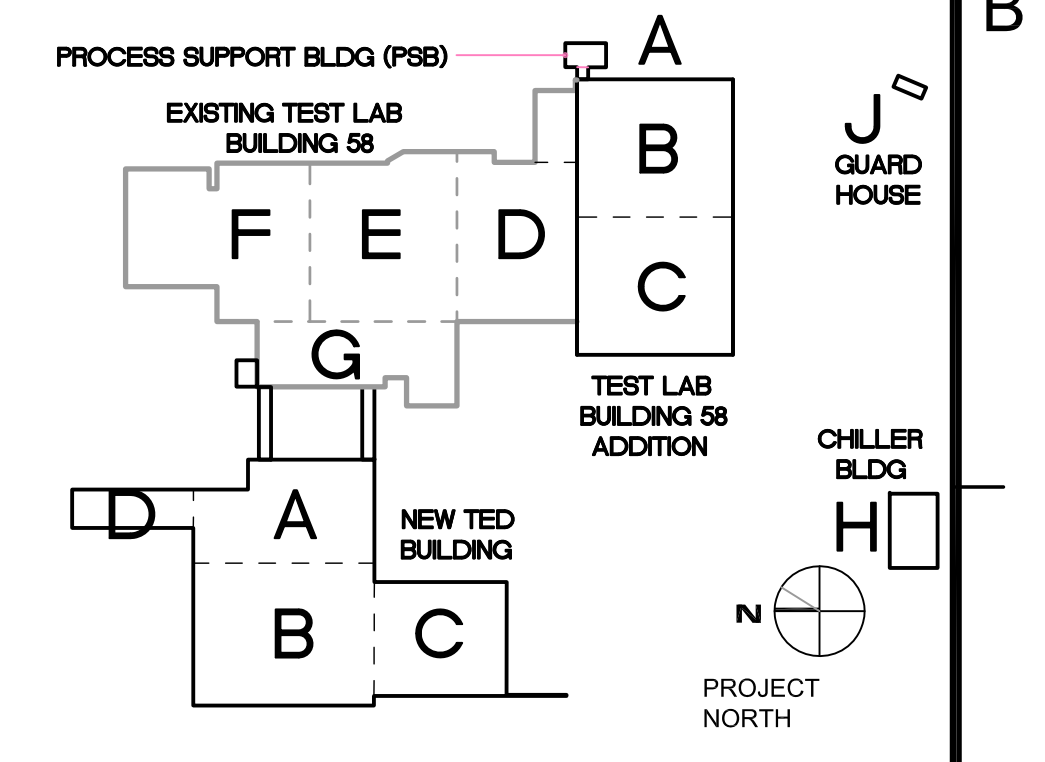 B
PROCESS SUPPORT BLDG (PSB)
A
EXISTING TEST LAB
BUILDING 58
B
J
GUARD
HOUSE
F
E
D
C
G
TEST LAB
BUILDING 58
ADDITION
CHILLER
BLDG
H
D
A
NEW TED
BUILDING
B
C
N
PROJECT
NORTH